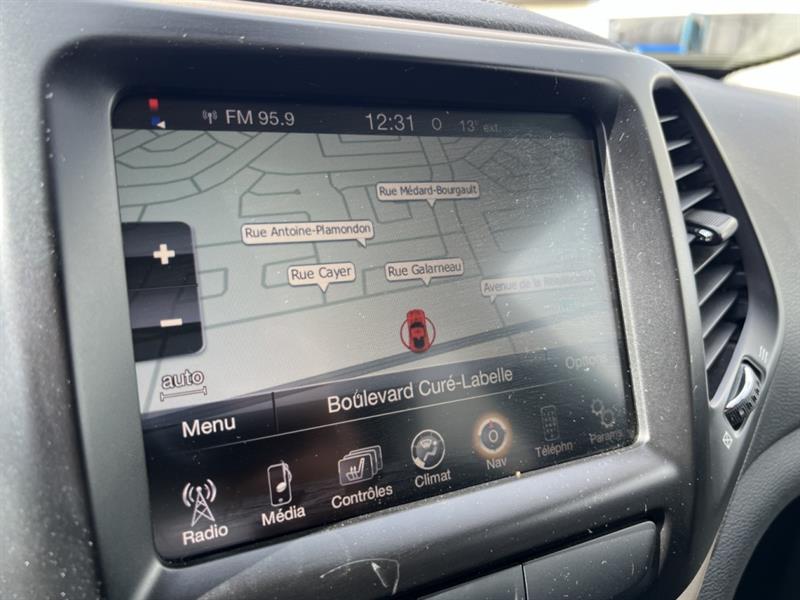 FM 95.9 12:31 O 13° ext.
Rue Médard-Bourgault
Rue Antoine-Plamondon
Rue Cayer
Rue Galarneau
Avenue de la
+
−
auto
Boulevard Curé-Labelle
Options
Menu
Radio
Média
Contrôles
Climat
Nav
Téléphn
Params